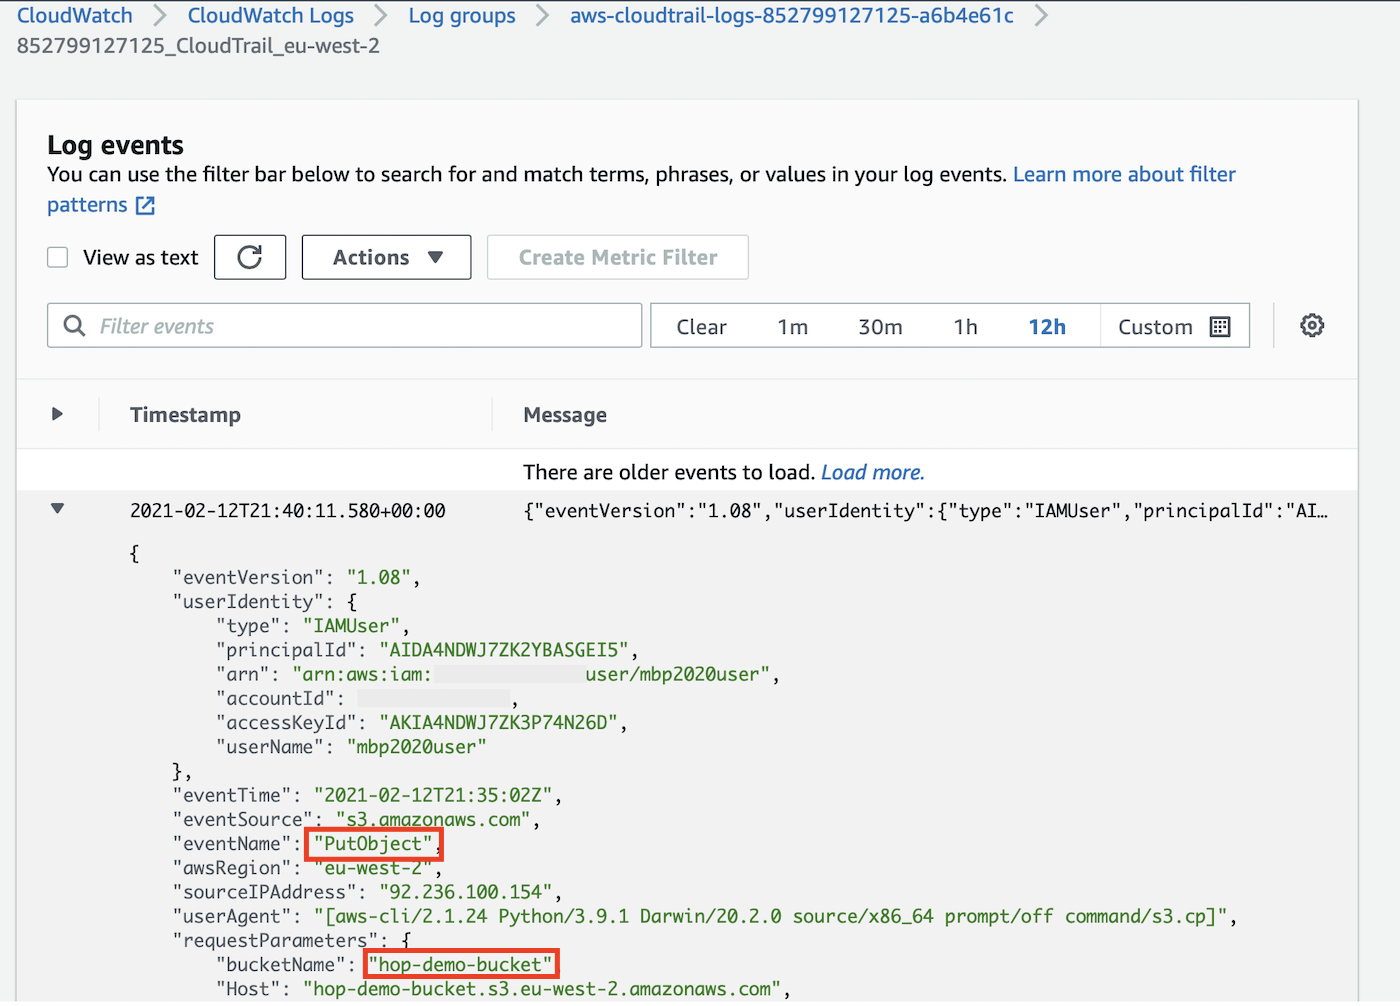 CloudWatch CloudWatch Logs Log groups aws-cloudtrail-logs-852799127125-a6b4e61c
852799127125_CloudTrail_eu-west-2
Log events
You can use the filter bar below to search for and match terms, phrases, or values in your log events. Learn more about filter
patterns
View as text Actions Create Metric Filter
Filter events Clear 1m 30m 1h 12h Custom
Timestamp Message
There are older events to load. Load more.
2021-02-12T21:40:11.580+00:00 {"eventVersion":"1.08","userIdentity":{"type":"IAMUser","principalId":"AI…
{
"eventVersion": "1.08",
"userIdentity": {
"type": "IAMUser",
"principalId": "AIDA4NDWJ7ZK2YBASGEI5",
"arn": "arn:aws:iam: user/mbp2020user",
"accountId": ,
"accessKeyId": "AKIA4NDWJ7ZK3P74N26D",
"userName": "mbp2020user"
},
"eventTime": "2021-02-12T21:35:02Z",
"eventSource": "s3.amazonaws.com",
"eventName": "PutObject",
"awsRegion": "eu-west-2",
"sourceIPAddress": "92.236.100.154",
"userAgent": "[aws-cli/2.1.24 Python/3.9.1 Darwin/20.2.0 source/x86_64 prompt/off command/s3.cp]",
"requestParameters": {
"bucketName": "hop-demo-bucket"
"Host": "hop-demo-bucket.s3.eu-west-2.amazonaws.com",